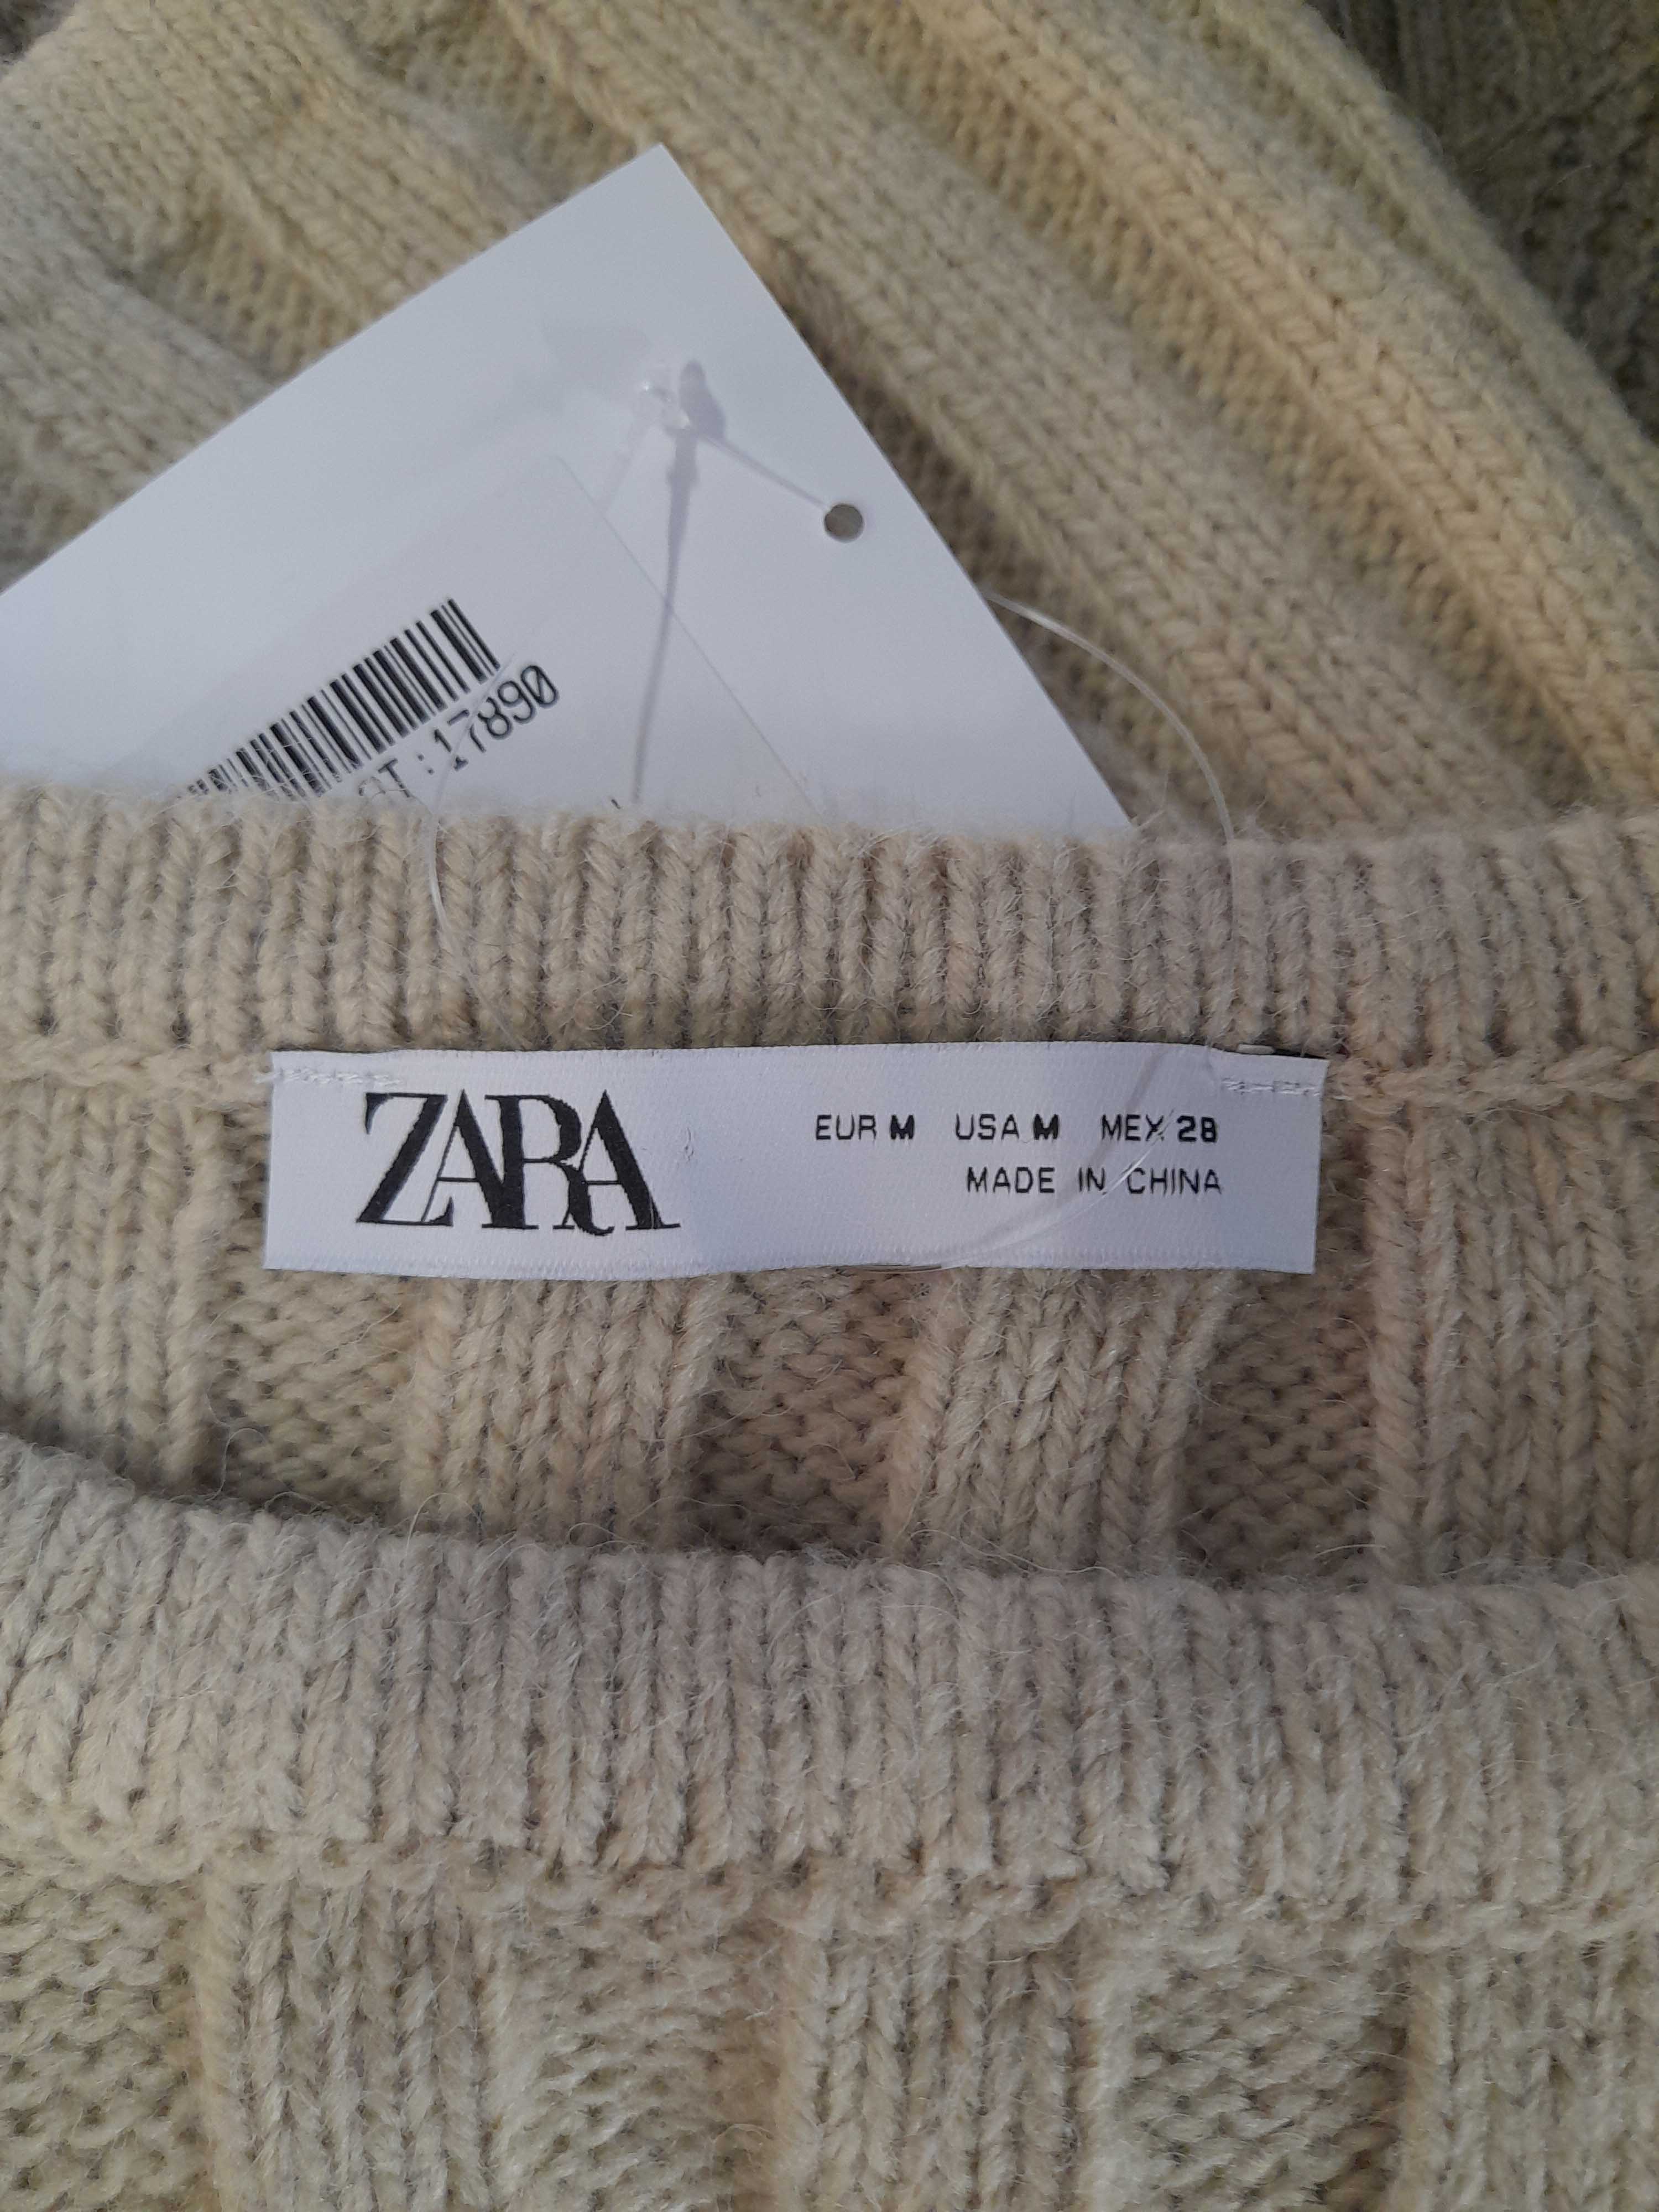 :17890
ZARA
EUR M USA M MEX 28
MADE IN CHINA